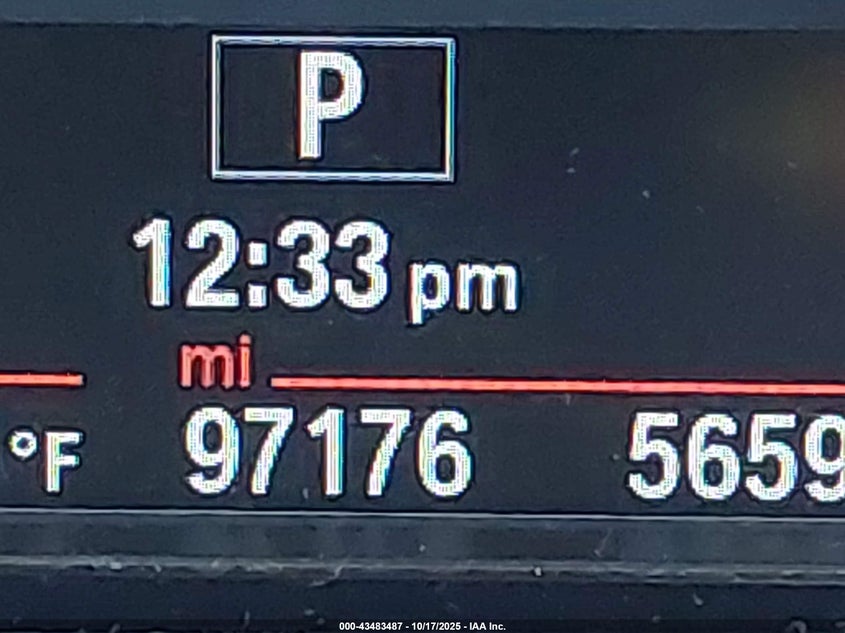 P
12:33 pm
mi
°F 97176 5659
000-43483487 - 10/17/2025 - IAA Inc.